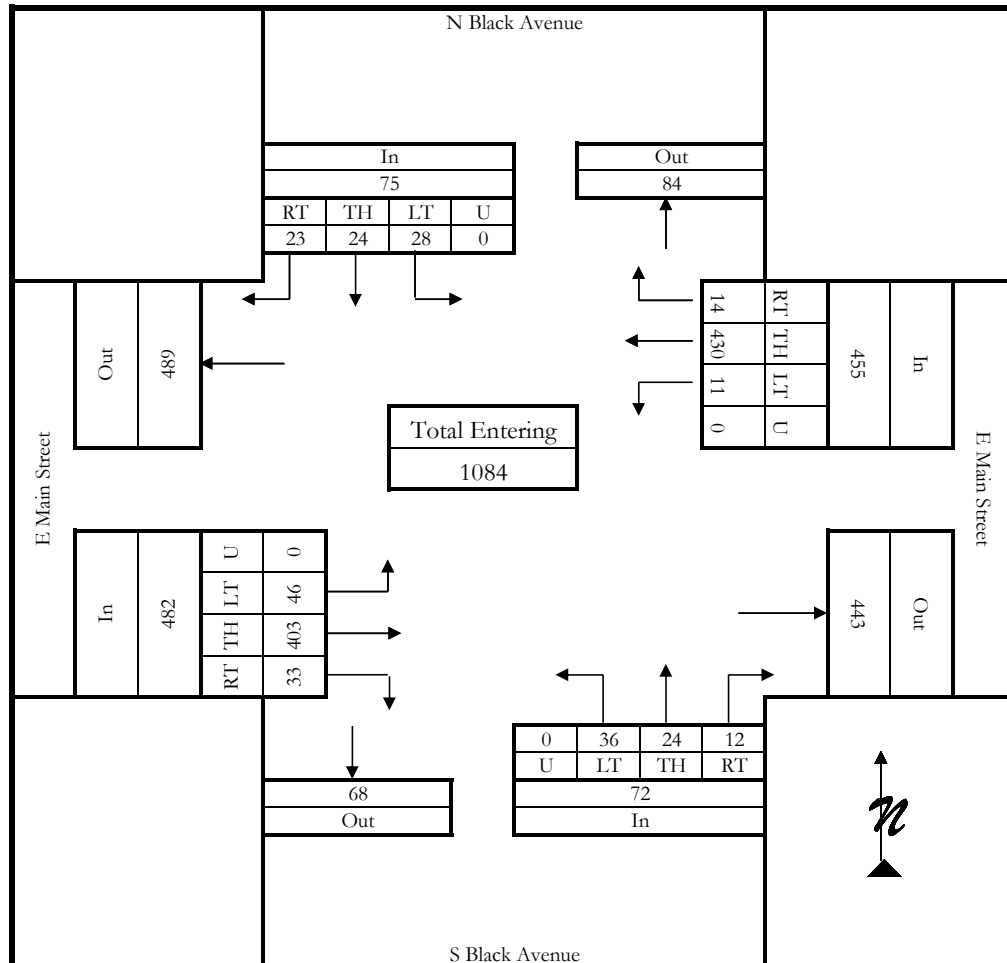 N Black Avenue
In
75
RT TH LT U
23 24 28 0
Out
84
Out 489
14 RT
430 TH
11 LT
0 U
455 In
E Main Street
E Main Street
Total Entering
1084
In 482
U 0
LT 46
TH 403
RT 33
443 Out
0 36 24 12
U LT TH RT
72
In
68
Out
N
S Black Avenue